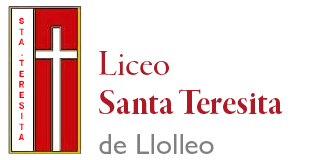 STA. TERESITA
Liceo
Santa Teresita
de Llolleo